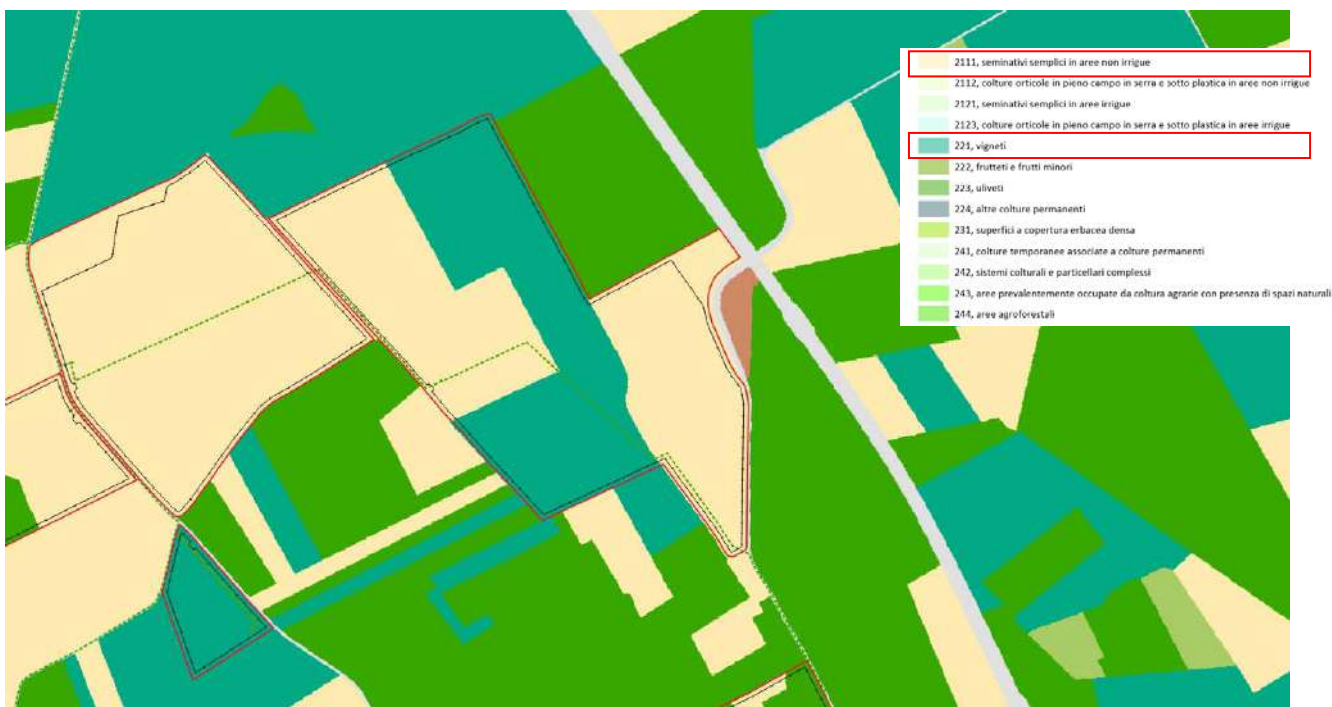 2111, seminativi semplici in aree non irrigue
2112, colture orticole in pieno campo in serra e sotto plastica in aree non irrigue
2121, seminativi semplici in aree irrigue
2123, colture orticole in pieno campo in serra e sotto plastica in aree irrigue
221, vigneti
222, frutteti e frutti minori
223, uliveti
224, altre colture permanenti
231, superfici a copertura erbacea densa
241, colture temporanee associate a colture permanenti
242, sistemi colturali e particellari complessi
243, aree prevalentemente occupate da coltura agrarie con presenza di spazi naturali
244, aree agroforestali